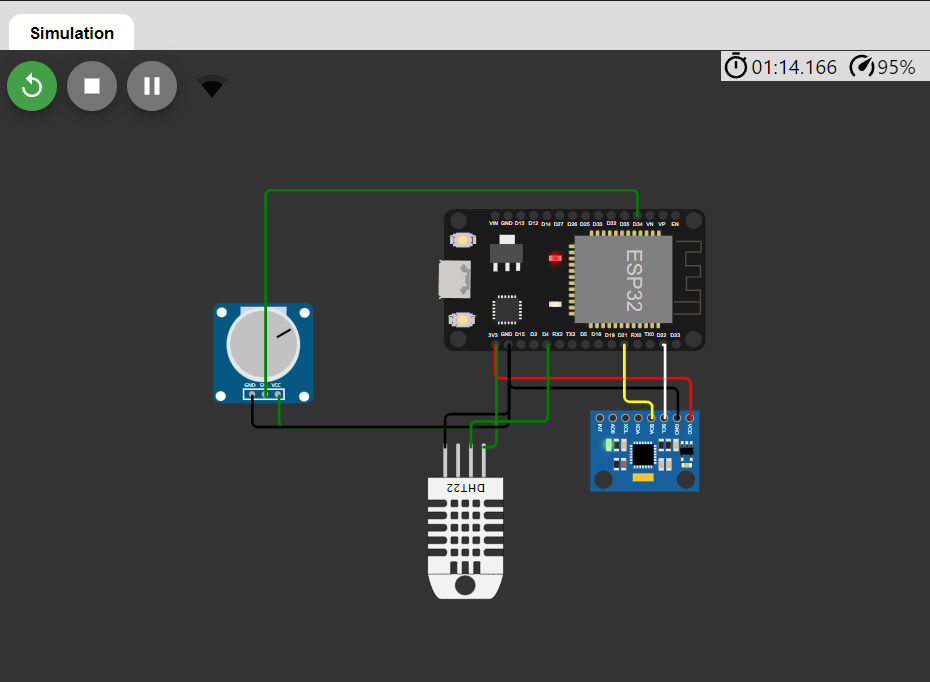 Simulation
01:14.166 95%
VIN GND D13 D12 D14 D27 D26 D25 D33 D32 D35 D34 VN VP EN
ESP32
3V3 GND D15 D2 D4 RX2 TX2 D5 D18 D19 D21 RX0 TX0 D22 D23
GND VCC
INT AD0 XCL XDA SDA SCL GND VCC
DHT22